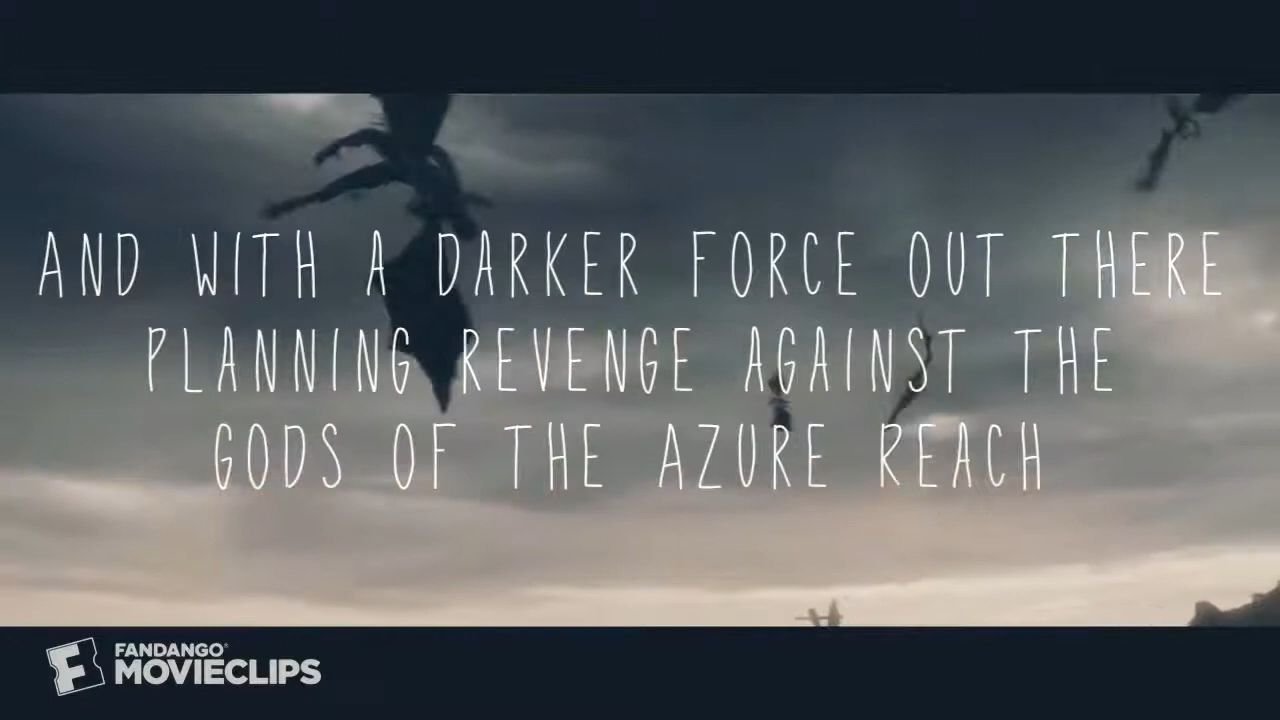 AND WITH A DARKER FORCE OUT THERE
PLANNING REVENGE AGAINST THE
GODS OF THE AZURE REACH
FANDANGO
MOVIECLIPS